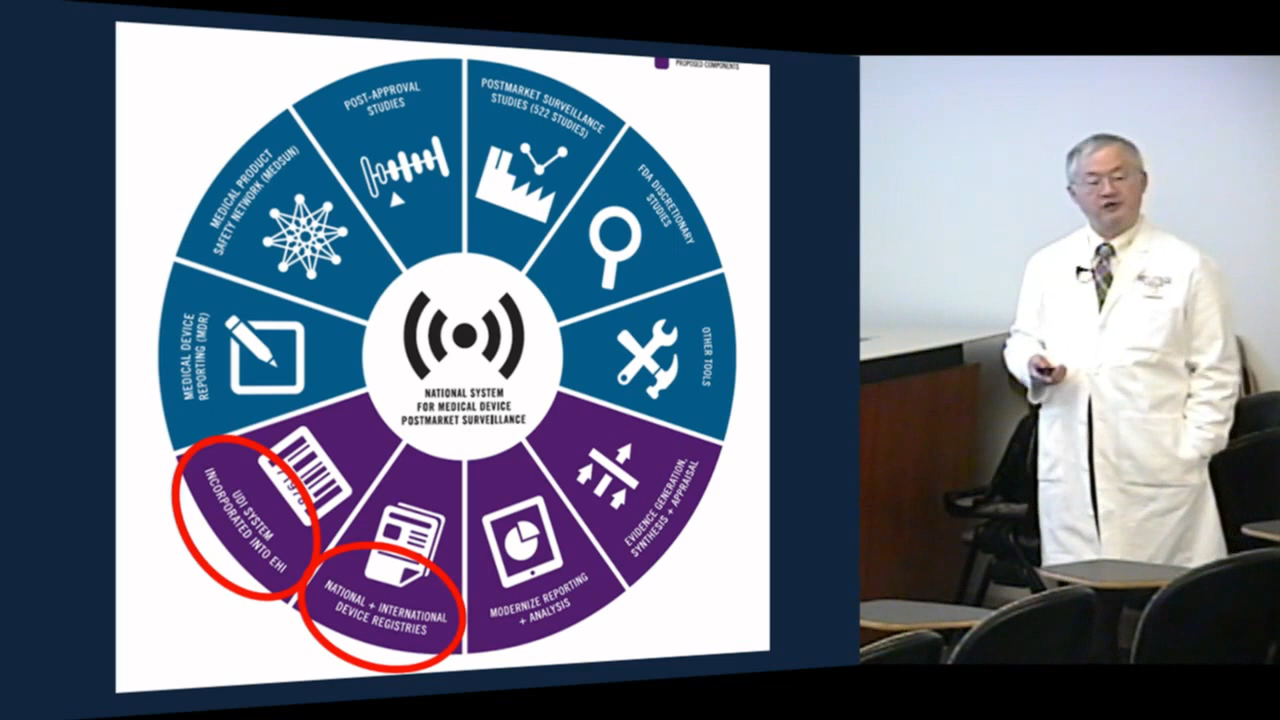 PROPOSED COMPONENTS
POST-APPROVAL
STUDIES
POSTMARKET SURVEILLANCE
STUDIES (522 STUDIES)
MEDICAL PRODUCT
SAFETY NETWORK (MEDSUN)
FDA DISCRETIONARY
STUDIES
MEDICAL DEVICE
REPORTING (MDR)
OTHER TOOLS
NATIONAL SYSTEM
FOR MEDICAL DEVICE
POSTMARKET SURVEILLANCE
UDI SYSTEM
INCORPORATED INTO EHI
NATIONAL + INTERNATIONAL
DEVICE REGISTRIES
MODERNIZE REPORTING
+ ANALYSIS
EVIDENCE GENERATION,
SYNTHESIS + APPRAISAL